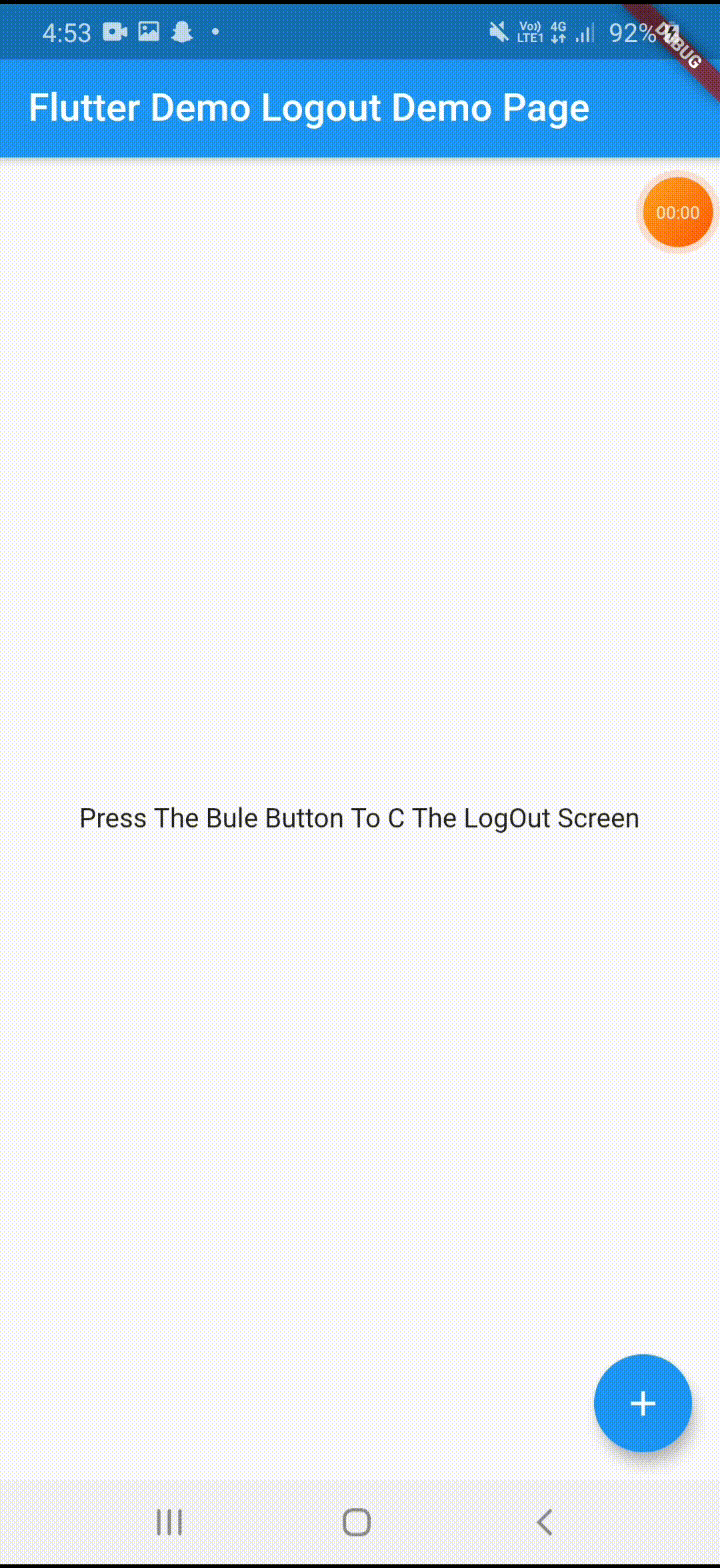 4:53 Vo)) LTE1 4G 92%
DEBUG
Flutter Demo Logout Demo Page
00:00
Press The Bule Button To C The LogOut Screen